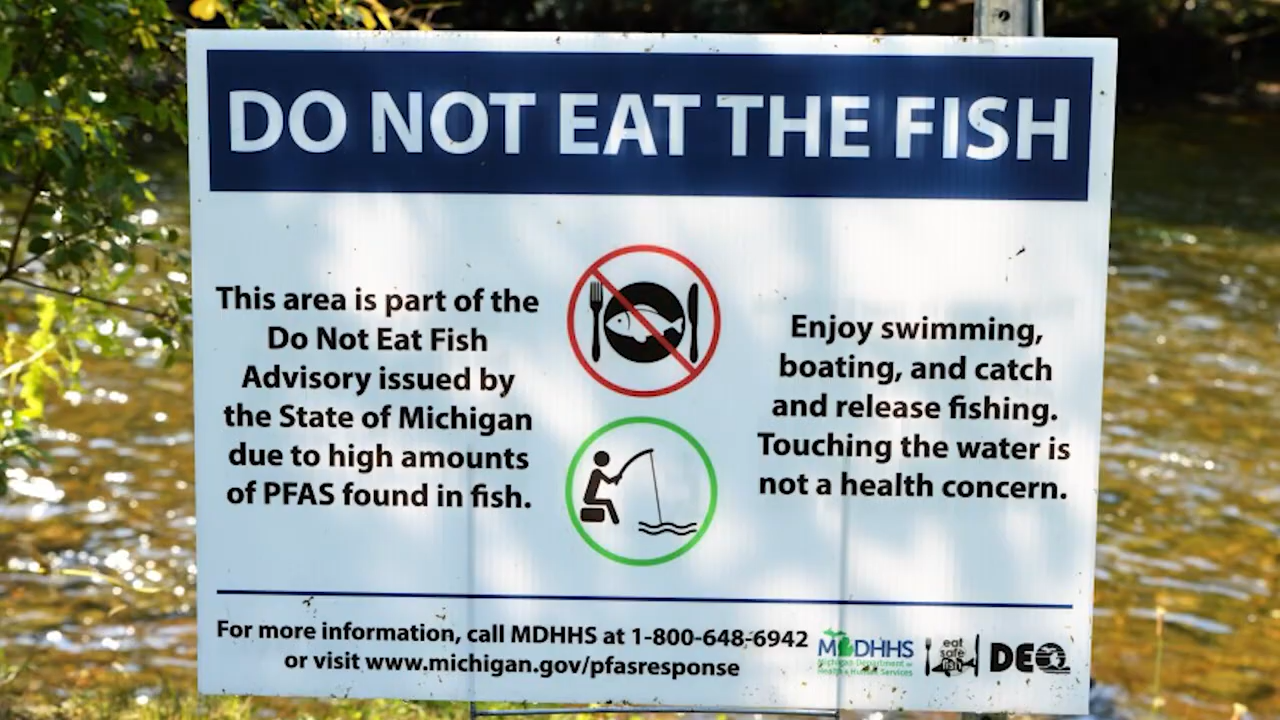 DO NOT EAT THE FISH
This area is part of the
Do Not Eat Fish
Advisory issued by
the State of Michigan
due to high amounts
of PFAS found in fish.
Enjoy swimming,
boating, and catch
and release fishing.
Touching the water is
not a health concern.
For more information, call MDHHS at 1-800-648-6942
or visit www.michigan.gov/pfasresponse
MDHHS
Michigan Department of
Health & Human Services
eat
safe
fish
DEQ